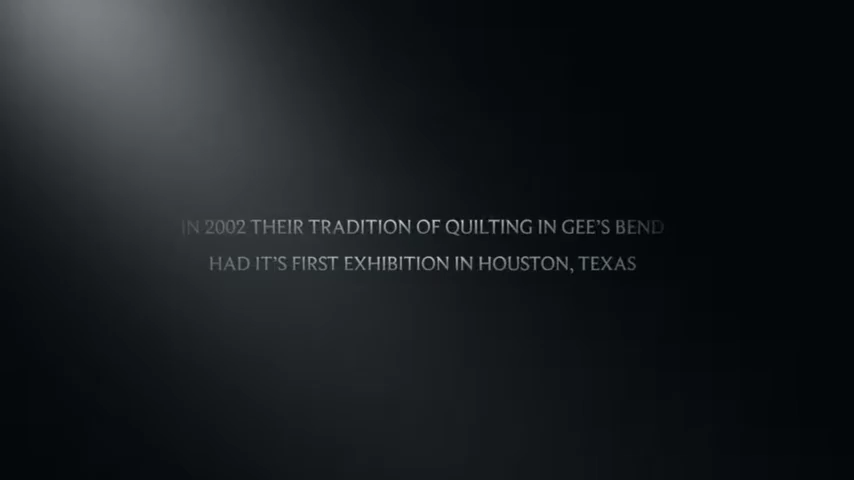 IN 2002 THEIR TRADITION OF QUILTING IN GEE'S BEND
HAD IT'S FIRST EXHIBITION IN HOUSTON, TEXAS